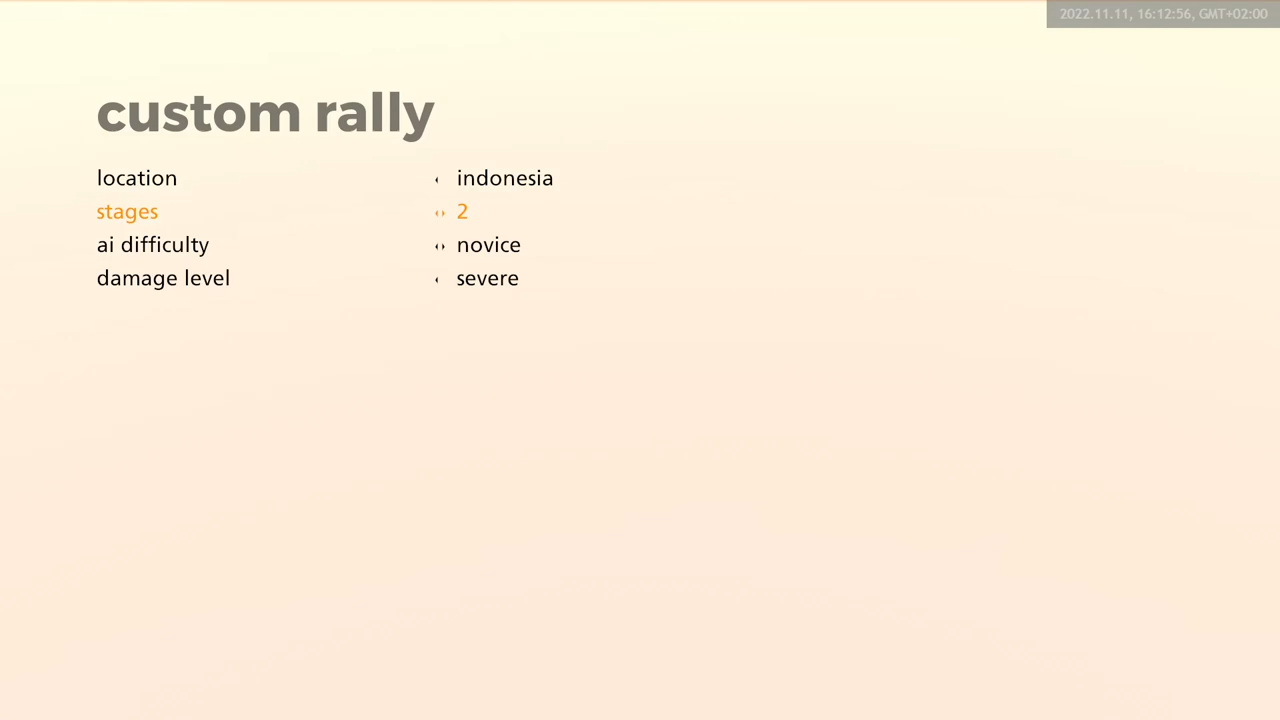 2022.11.11, 16:12:56, GMT+02:00
custom rally
location indonesia
stages 2
ai difficulty novice
damage level severe